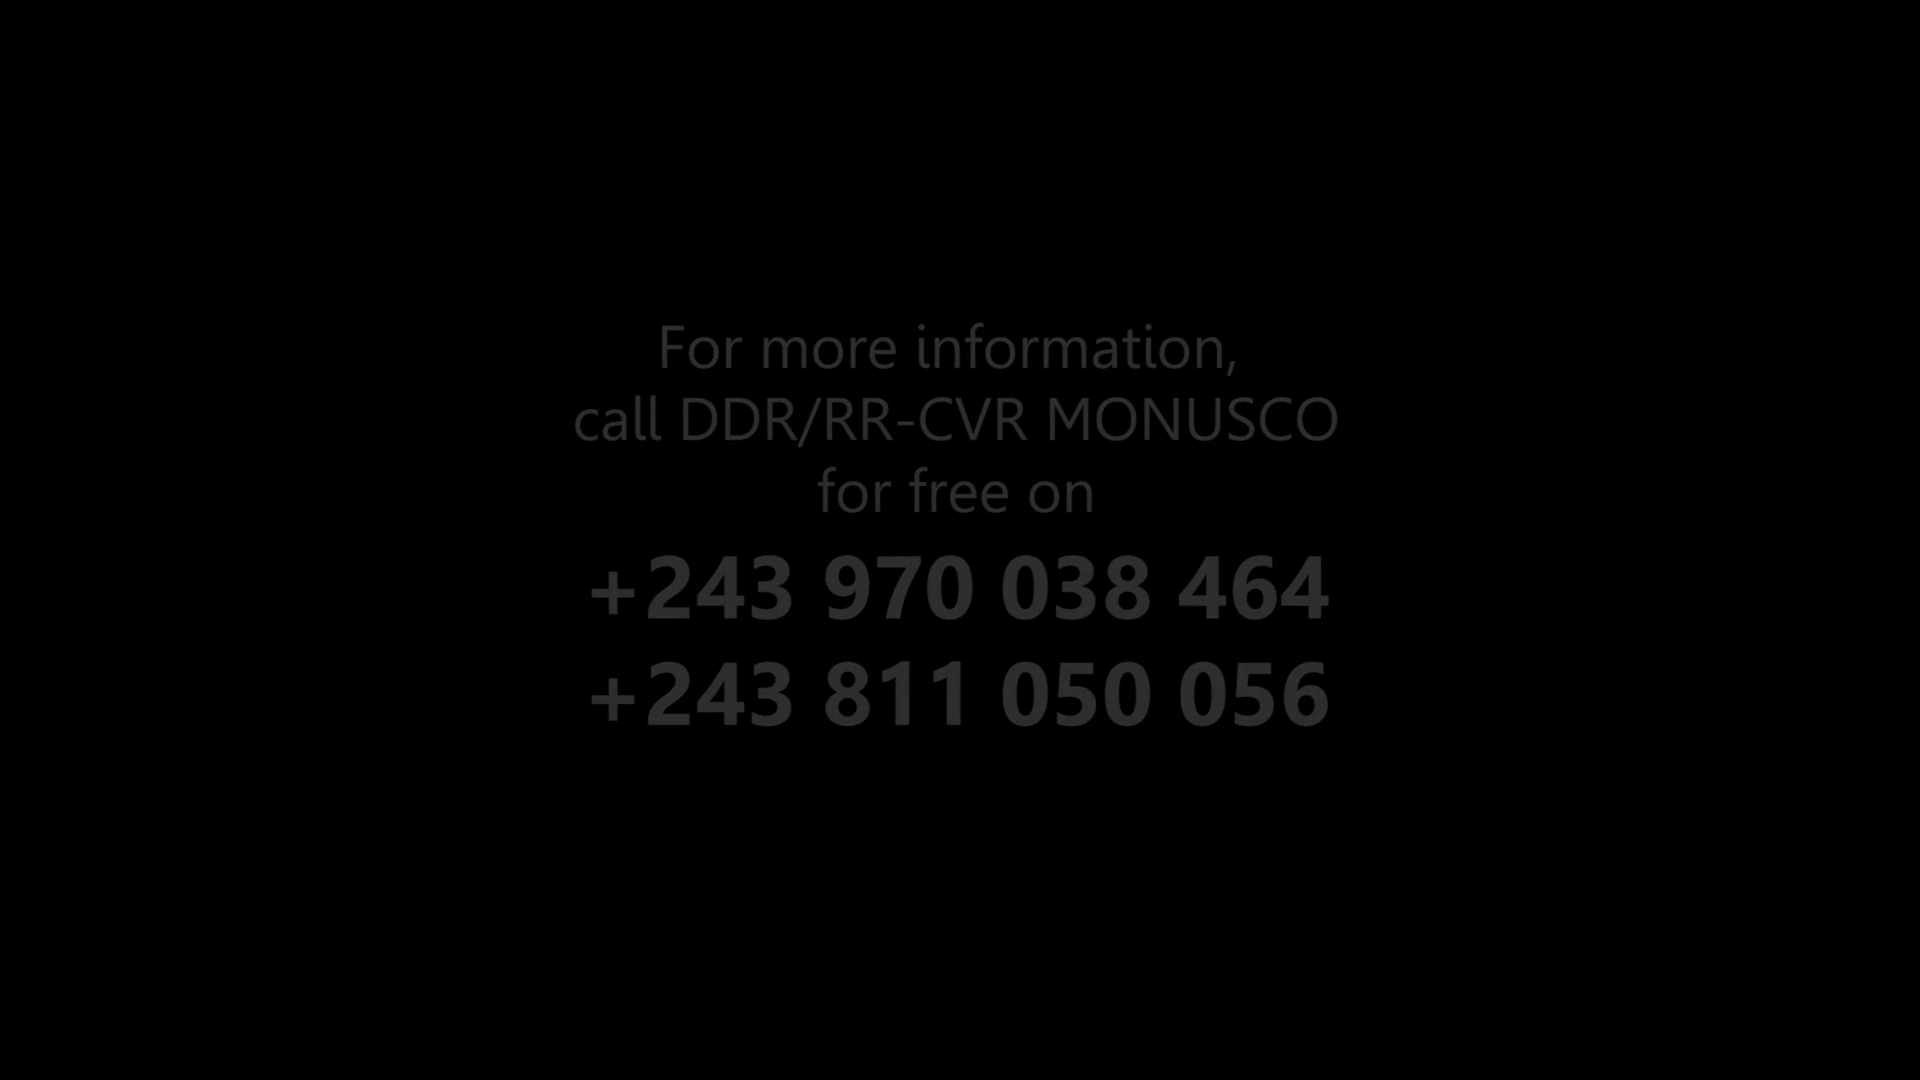 For more information,
call DDR/RR-CVR MONUSCO
for free on
+243 970 038 464
+243 811 050 056